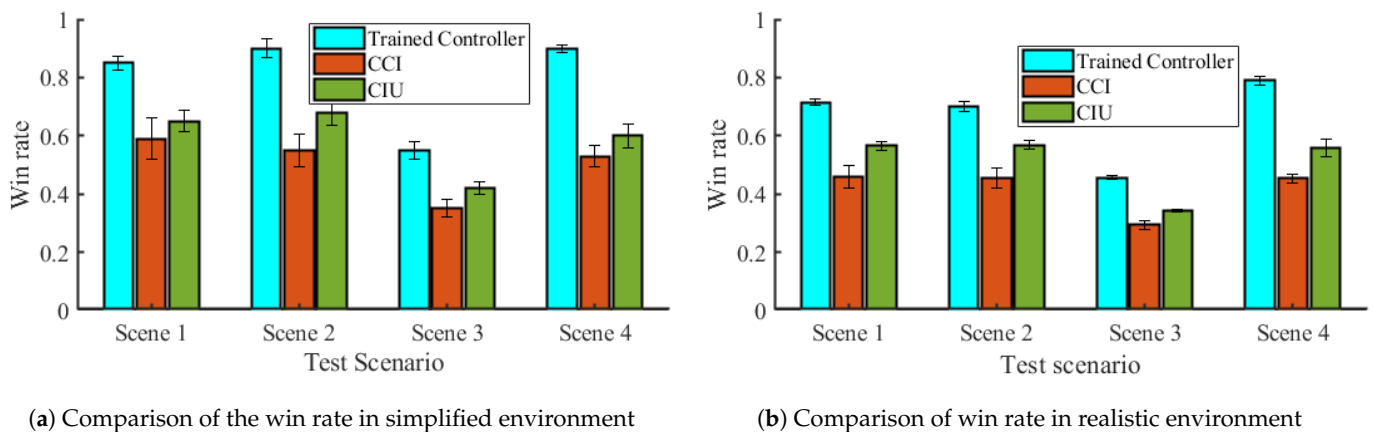 1
0.8
0.6
0.4
0.2
0
Win rate
Trained Controller
CCI
CIU
Scene 1 Scene 2 Scene 3 Scene 4
Test Scenario
(a) Comparison of the win rate in simplified environment
1
0.8
0.6
0.4
0.2
0
Win rate
Trained Controller
CCI
CIU
Scene 1 Scene 2 Scene 3 Scene 4
Test scenario
(b) Comparison of win rate in realistic environment